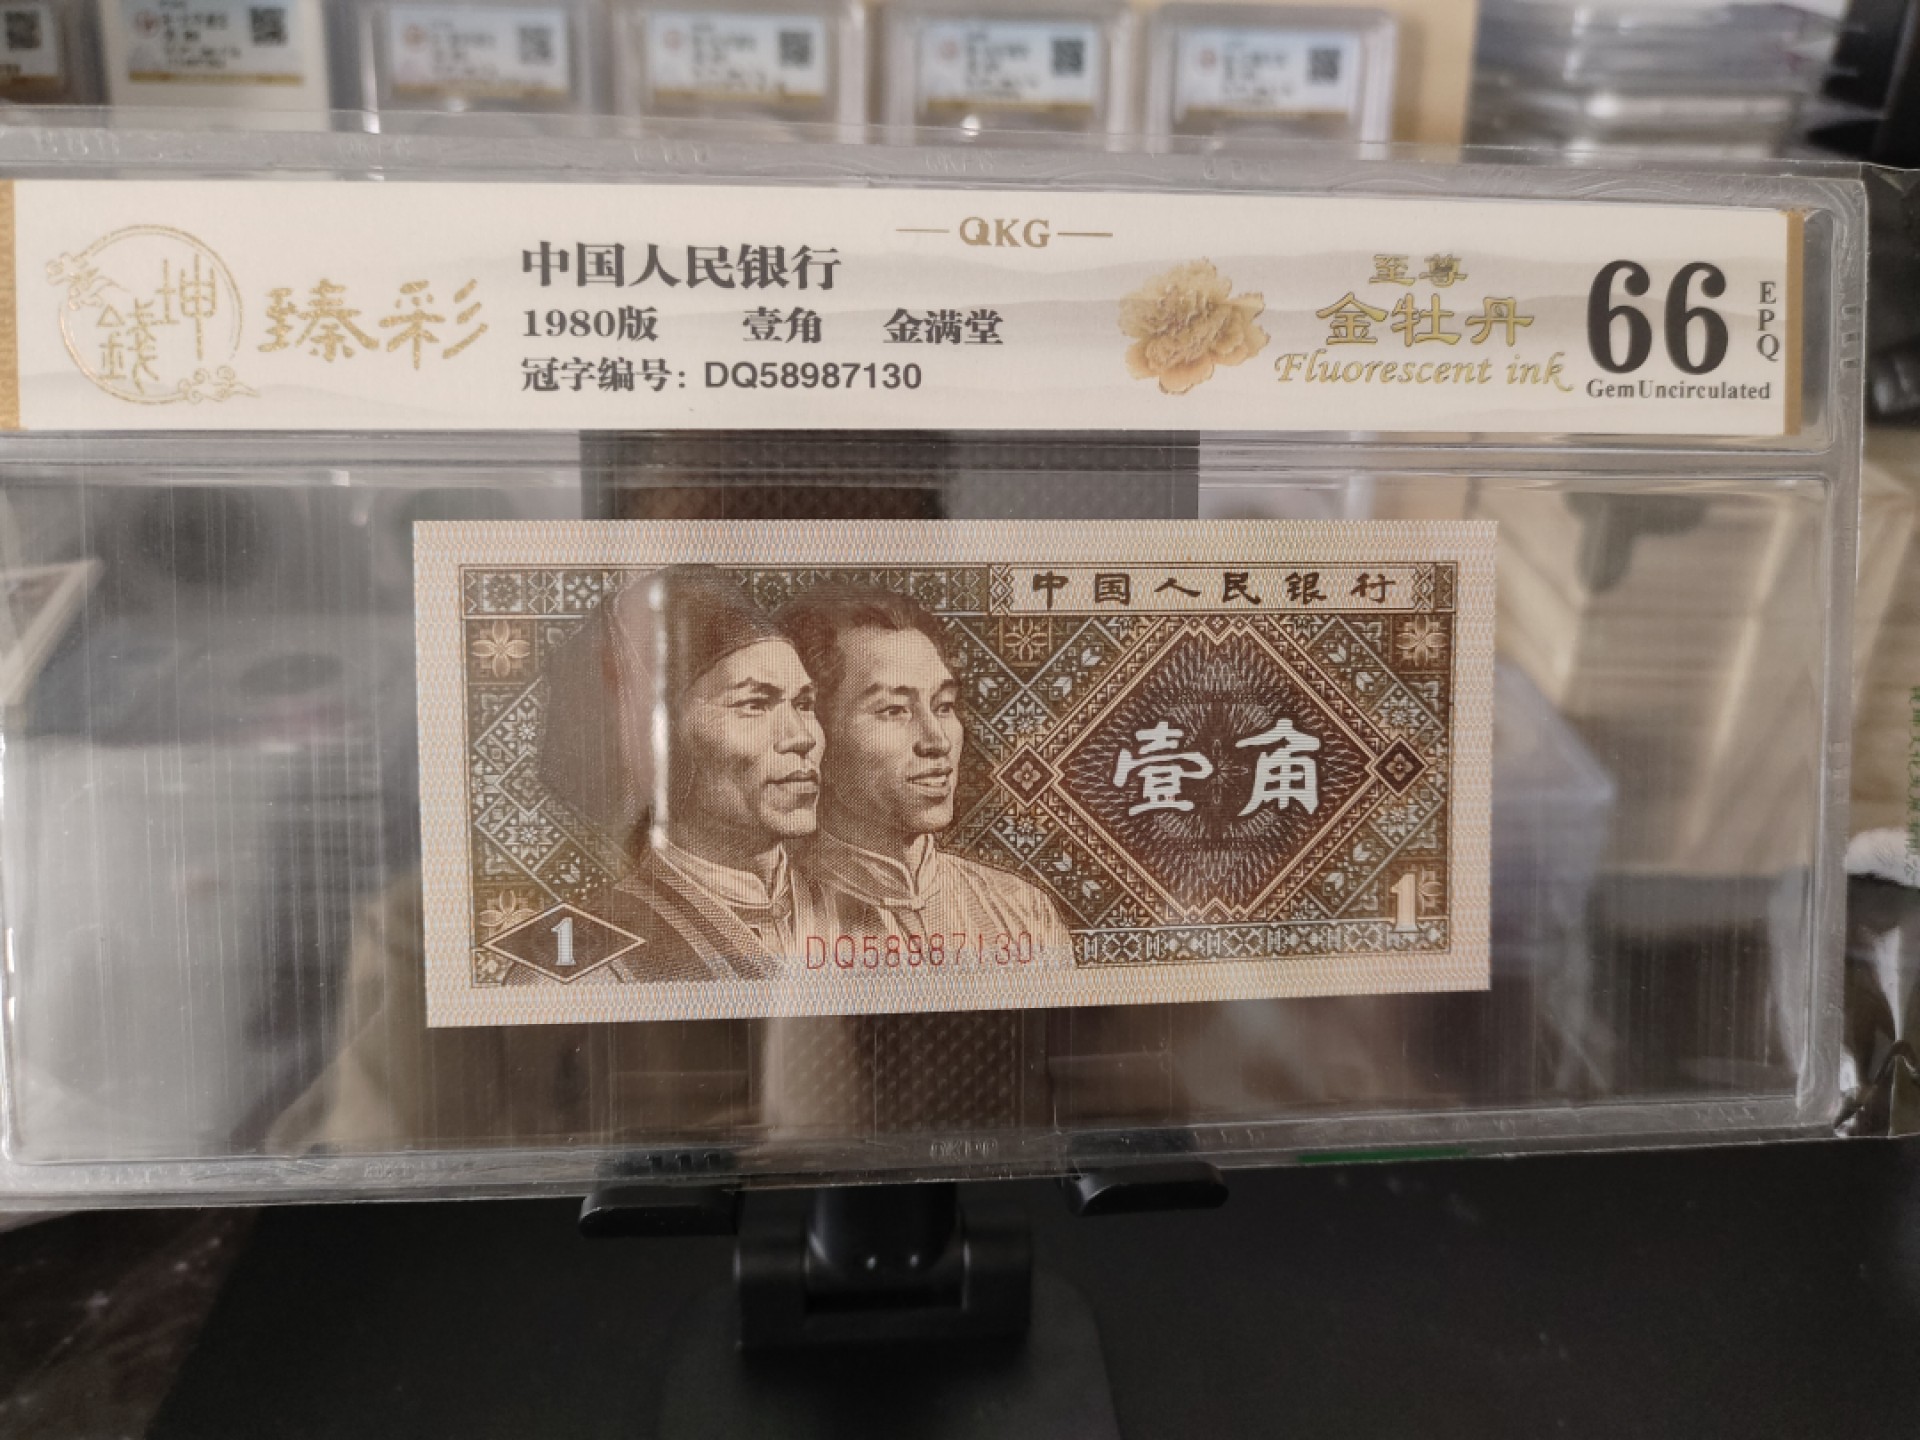 QKG
乾坤
臻彩
中国人民银行
1980版 壹角 金满堂
冠字编号: DQ58987130
至尊
金牡丹
Fluorescent ink
66
EPQ
Gem Uncirculated
中国人民银行
壹角
1
1
DQ58987130